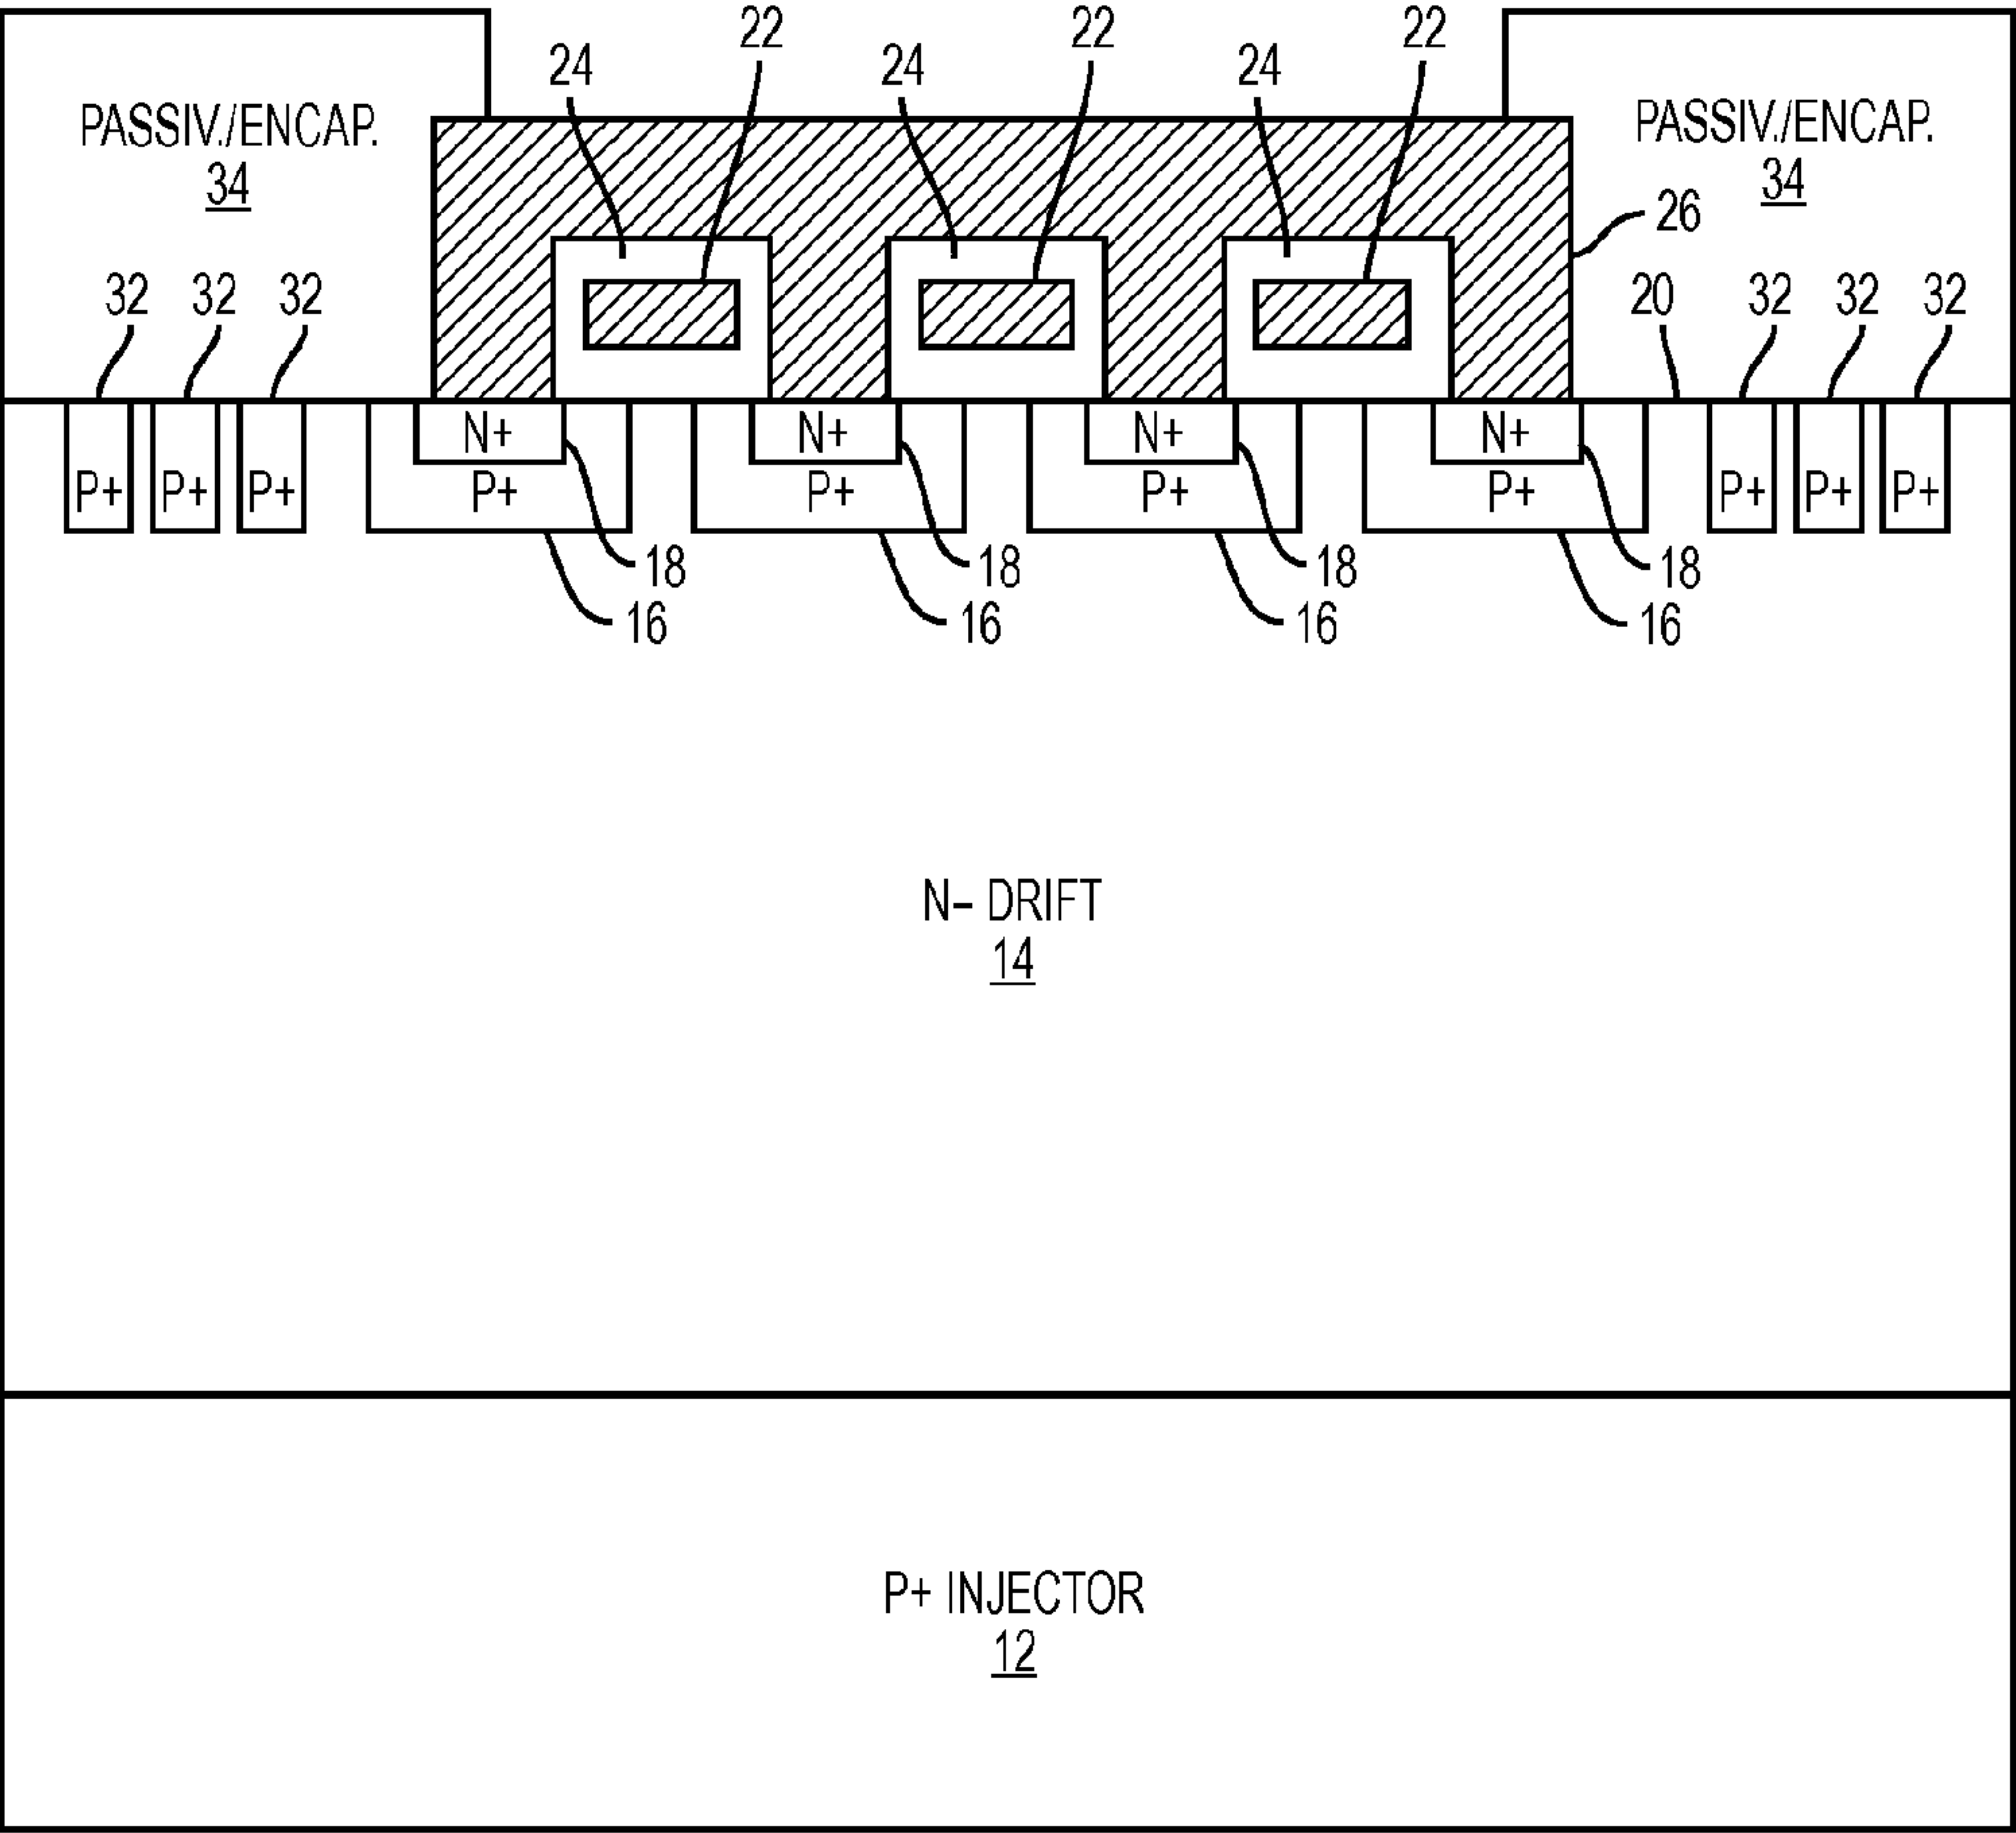 22 22 22
24 24 24
PASSIV./ENCAP. PASSIV./ENCAP.
34 34
26
32 32 32 20 32 32 32
N+ N+ N+ N+
P+ P+ P+ P+ P+ P+ P+ P+ P+ P+
18 18 18 18
16 16 16 16
N– DRIFT
14
P+ INJECTOR
12